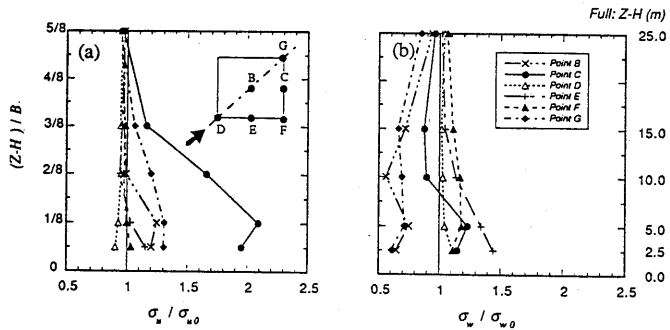 Full: Z-H (m)
(a)
G
B
C
D
E
F
(Z-H) / B
5/8
4/8
3/8
2/8
1/8
0
0.5
1
1.5
2
2.5
σu / σu0
(b)
Point B
Point C
Point D
Point E
Point F
Point G
25.0
20.0
15.0
10.0
5.0
2.5
0.0
0.5
1
1.5
2
2.5
σw / σw0